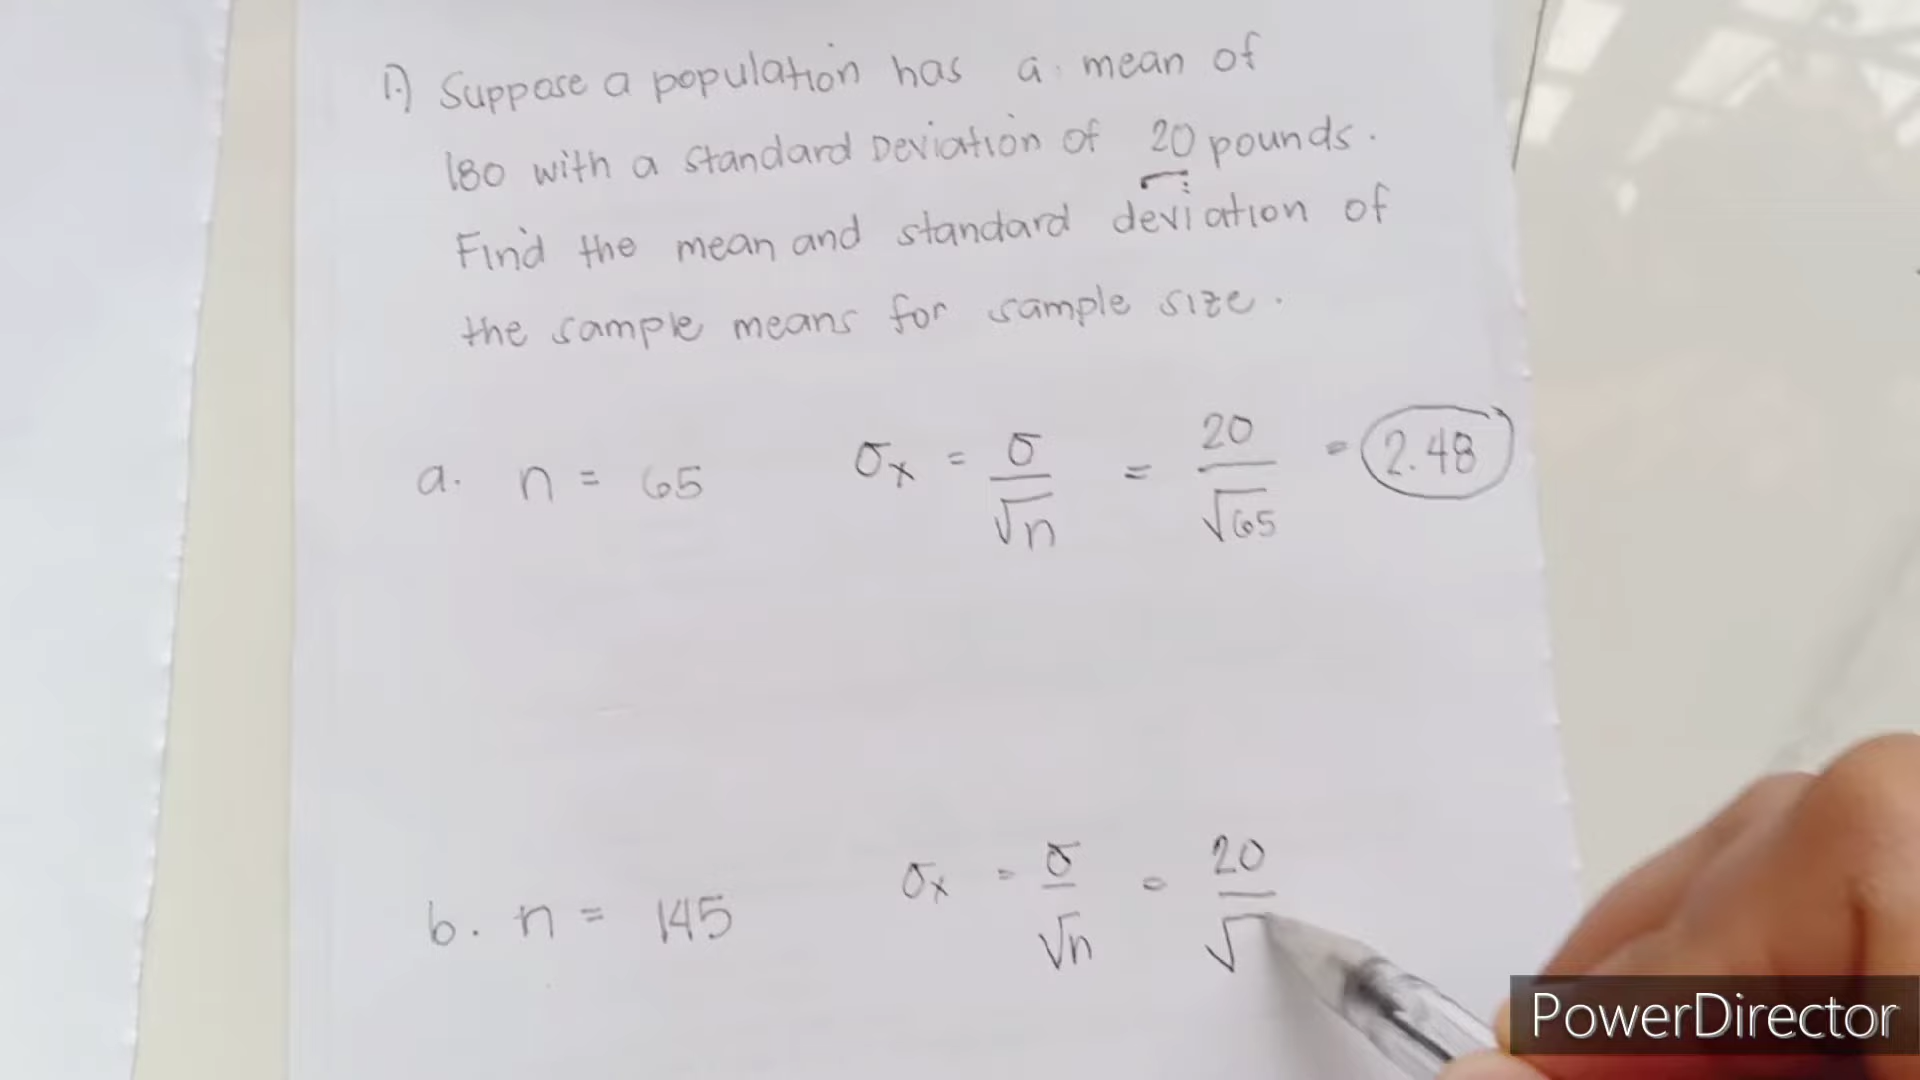 1.) Suppose a population has a mean of
180 with a standard Deviation of 20 pounds.
Find the mean and standard deviation of
the sample means for sample size.
a. n = 65 σx = σ/√n = 20/√65 = 2.48
b. n = 145 σx = σ/√n = 20/√
PowerDirector